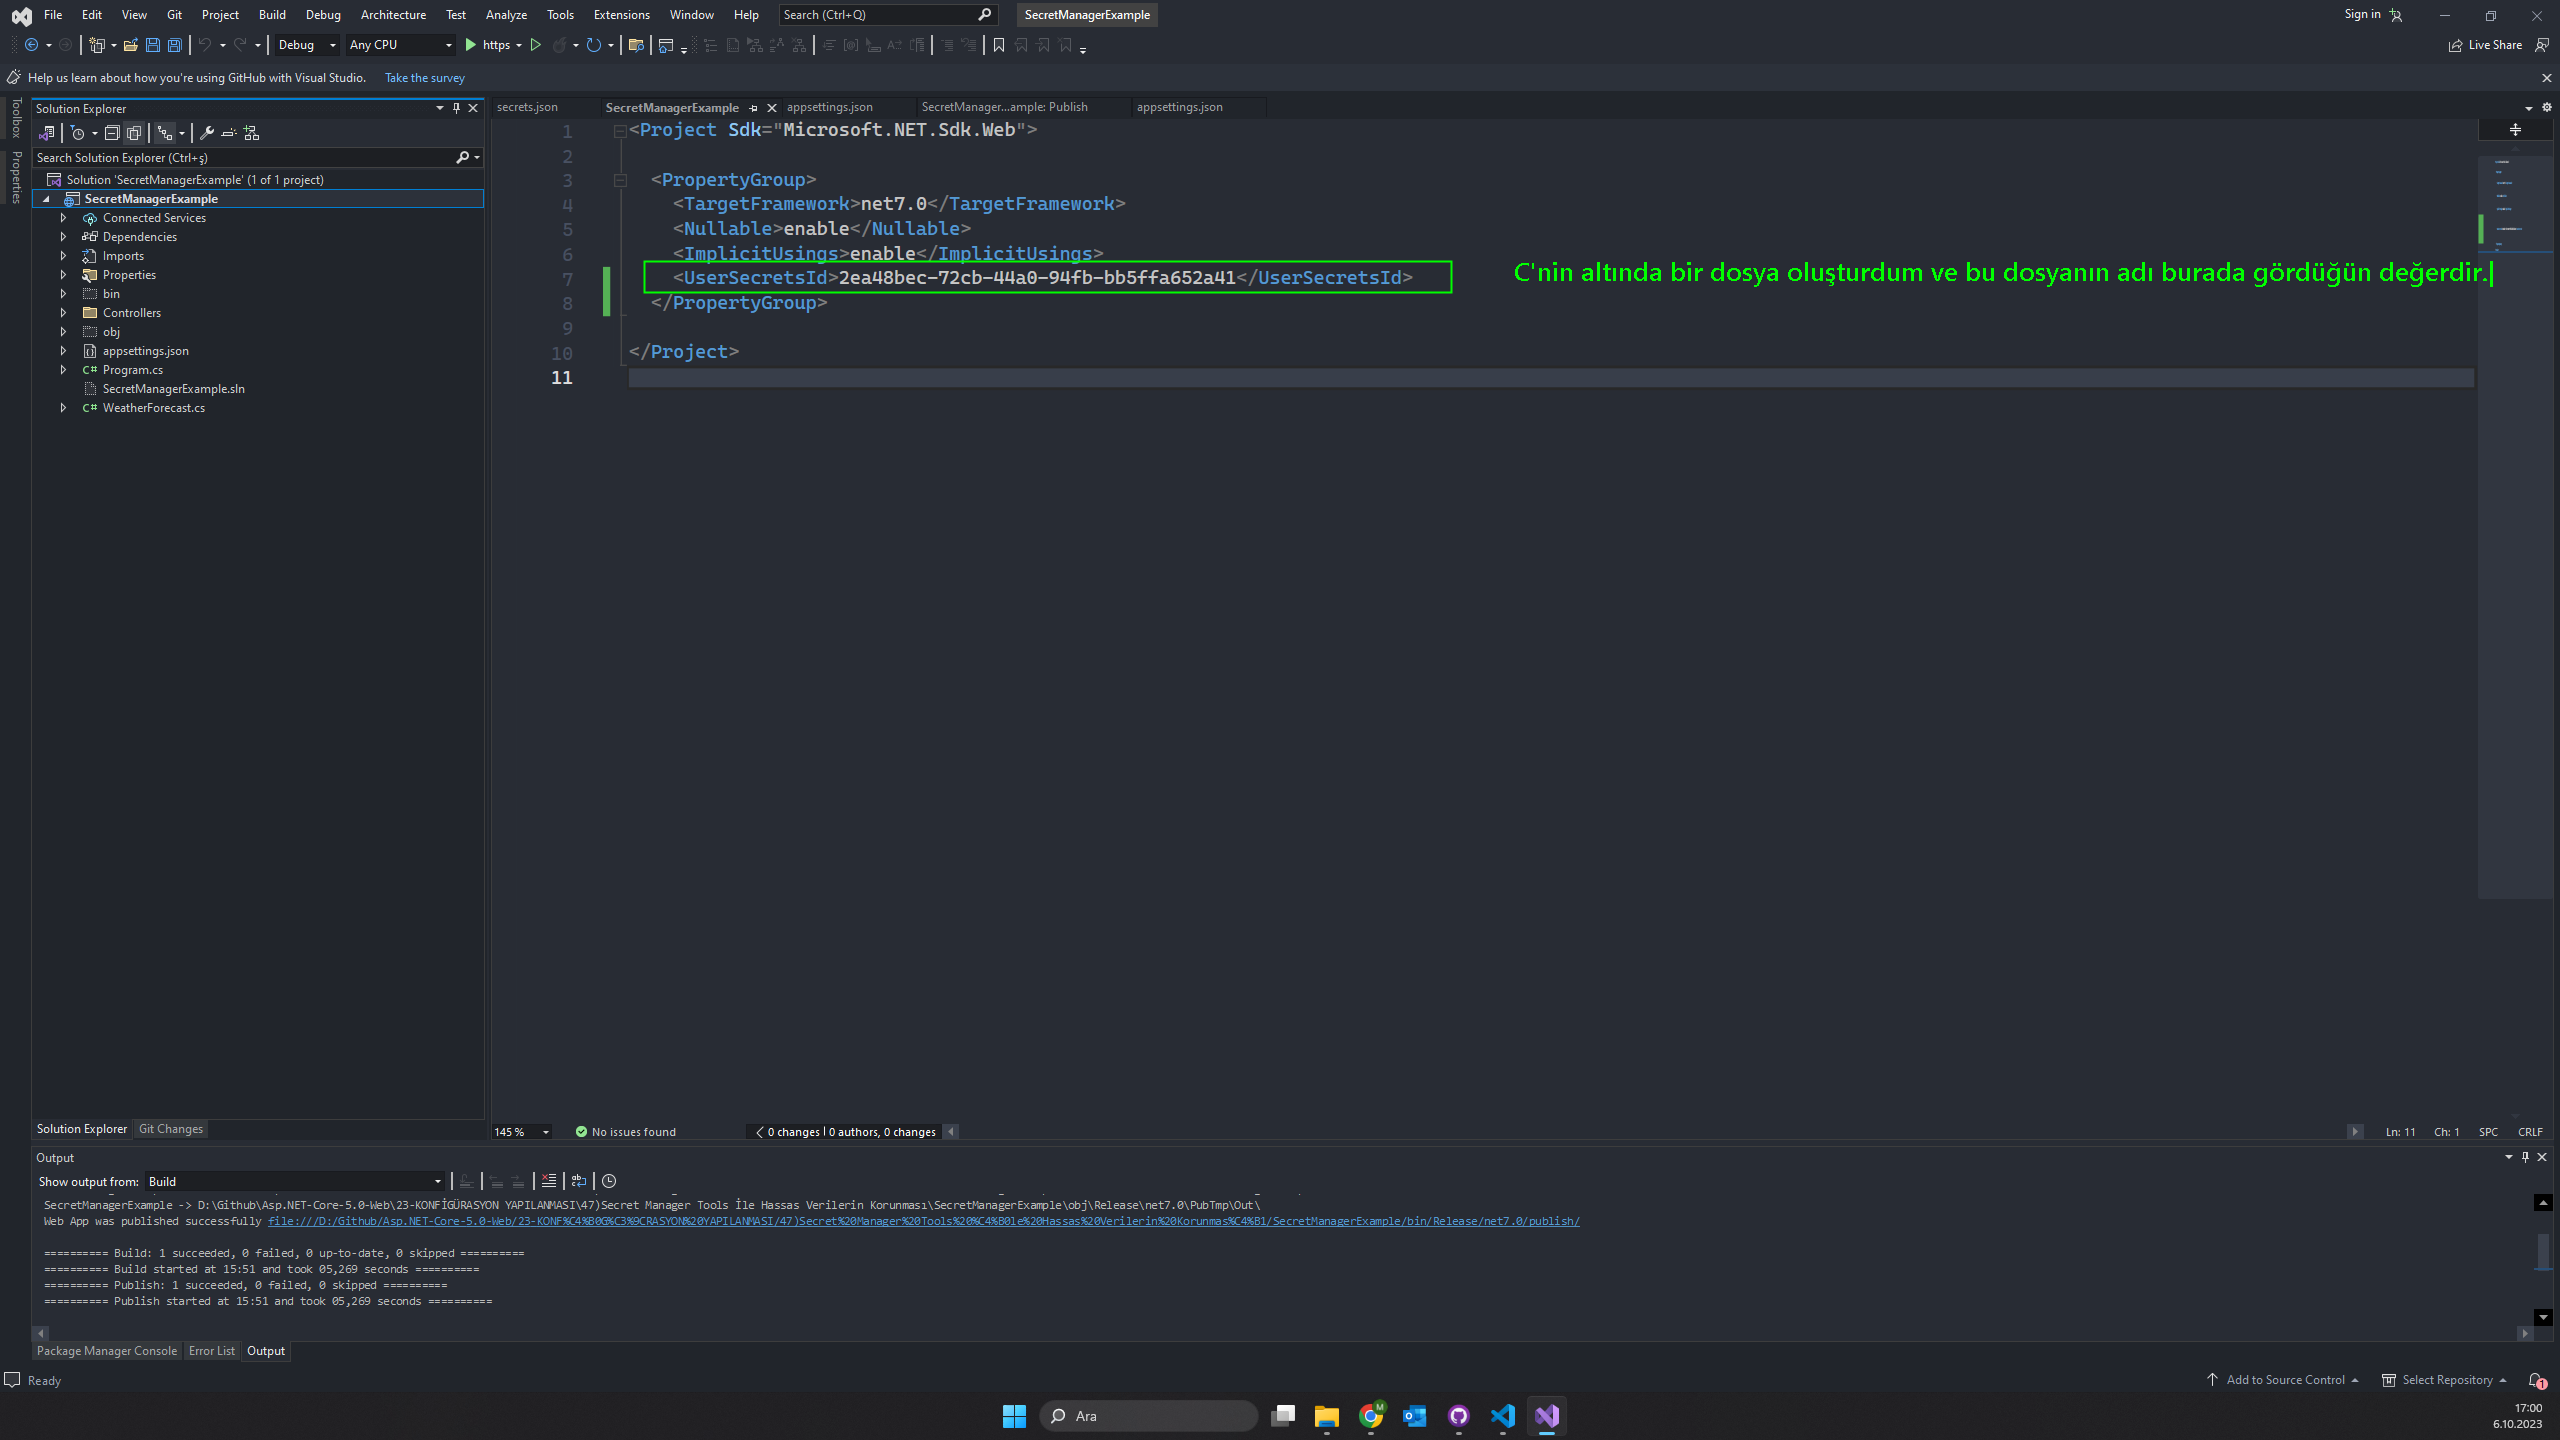 File Edit View Git Project Build Debug Architecture Test Analyze Tools Extensions Window Help Search (Ctrl+Q) SecretManagerExample Sign in
Debug Any CPU https Live Share
Help us learn about how you're using GitHub with Visual Studio. Take the survey
Toolbox
Properties
Solution Explorer
Search Solution Explorer (Ctrl+ş)
Solution 'SecretManagerExample' (1 of 1 project)
SecretManagerExample
Connected Services
Dependencies
Imports
Properties
bin
Controllers
obj
appsettings.json
C# Program.cs
SecretManagerExample.sln
C# WeatherForecast.cs
Solution Explorer Git Changes
secrets.json SecretManagerExample appsettings.json SecretManager...ample: Publish appsettings.json
1 <Project Sdk="Microsoft.NET.Sdk.Web">
2
3 <PropertyGroup>
4 <TargetFramework>net7.0</TargetFramework>
5 <Nullable>enable</Nullable>
6 <ImplicitUsings>enable</ImplicitUsings>
7 <UserSecretsId>2ea48bec-72cb-44a0-94fb-bb5ffa652a41</UserSecretsId> C'nin altında bir dosya oluşturdum ve bu dosyanın adı burada gördüğün değerdir.
8 </PropertyGroup>
9
10 </Project>
11
145 % No issues found 0 changes | 0 authors, 0 changes Ln: 11 Ch: 1 SPC CRLF
Output
Show output from: Build
SecretManagerExample -> D:\Github\Asp.NET-Core-5.0-Web\23-KONFİGÜRASYON YAPILANMASI\47)Secret Manager Tools İle Hassas Verilerin Korunması\SecretManagerExample\obj\Release\net7.0\PubTmp\Out\
Web App was published successfully file:///D:/Github/Asp.NET-Core-5.0-Web/23-KONF%C4%B0G%C3%9CRASYON%20YAPILANMASI/47)Secret%20Manager%20Tools%20%C4%B0le%20Hassas%20Verilerin%20Korunmas%C4%B1/SecretManagerExample/bin/Release/net7.0/publish/
========== Build: 1 succeeded, 0 failed, 0 up-to-date, 0 skipped ==========
========== Build started at 15:51 and took 05,269 seconds ==========
========== Publish: 1 succeeded, 0 failed, 0 skipped ==========
========== Publish started at 15:51 and took 05,269 seconds ==========
Package Manager Console Error List Output
Ready Add to Source Control Select Repository 1
Ara M 17:00
6.10.2023